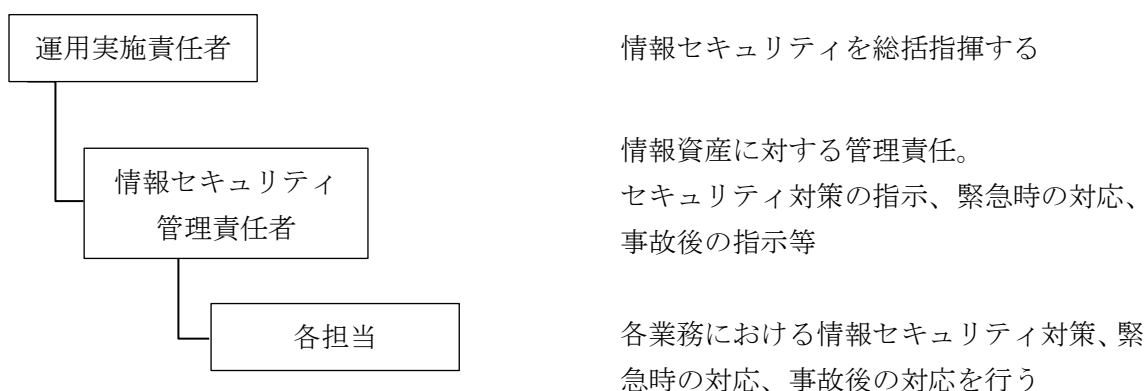 運用実施責任者
情報セキュリティを総括指揮する
情報セキュリティ
管理責任者
情報資産に対する管理責任。
セキュリティ対策の指示、緊急時の対応、
事故後の指示等
各担当
各業務における情報セキュリティ対策、緊
急時の対応、事故後の対応を行う